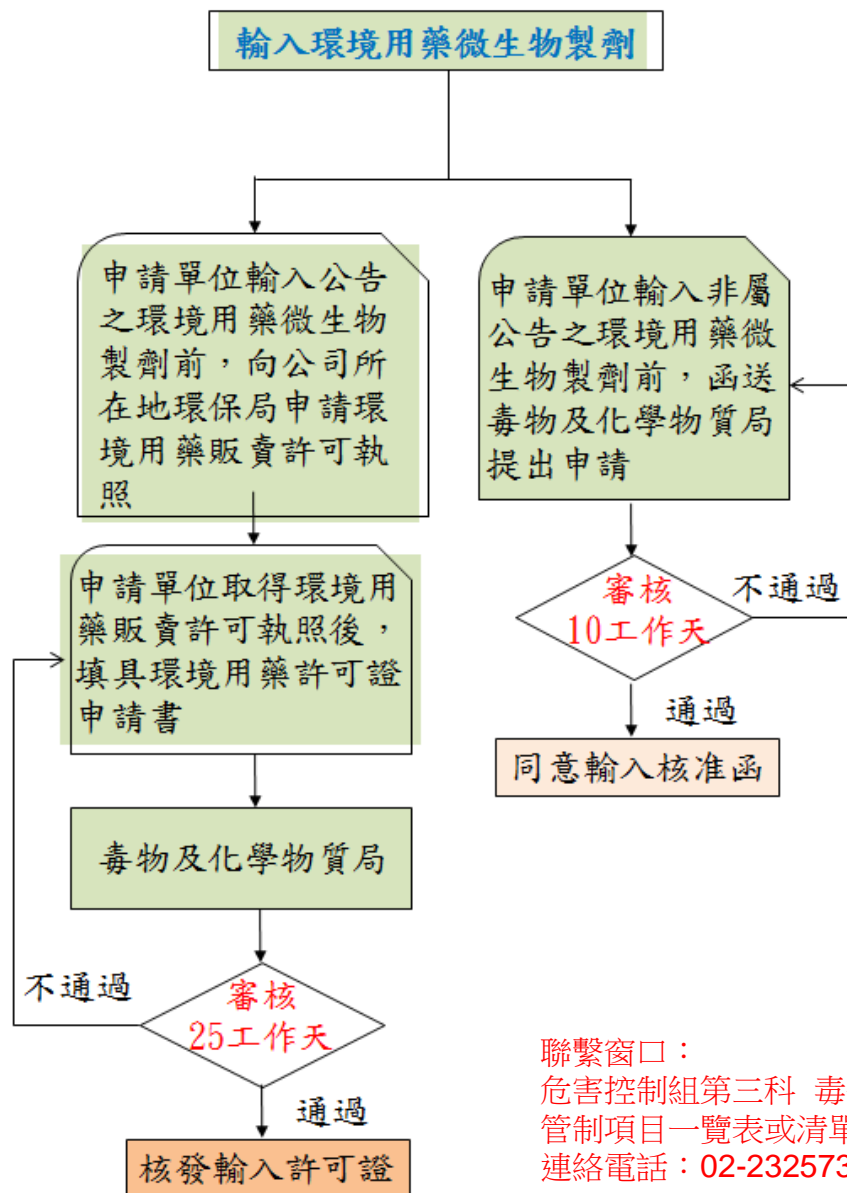 輸入環境用藥微生物製劑
申請單位輸入公告
之環境用藥微生物
製劑前，向公司所
在地環保局申請環
境用藥販賣許可執
照
申請單位取得環境用
藥販賣許可執照後，
填具環境用藥許可證
申請書
毒物及化學物質局
不通過
審核
25工作天
通過
核發輸入許可證
申請單位輸入非屬
公告之環境用藥微
生物製劑前，函送
毒物及化學物質局
提出申請
審核
10工作天
不通過
通過
同意輸入核准函
聯繫窗口：
危害控制組第三科 毒
管制項目一覽表或清單
連絡電話：02-232573